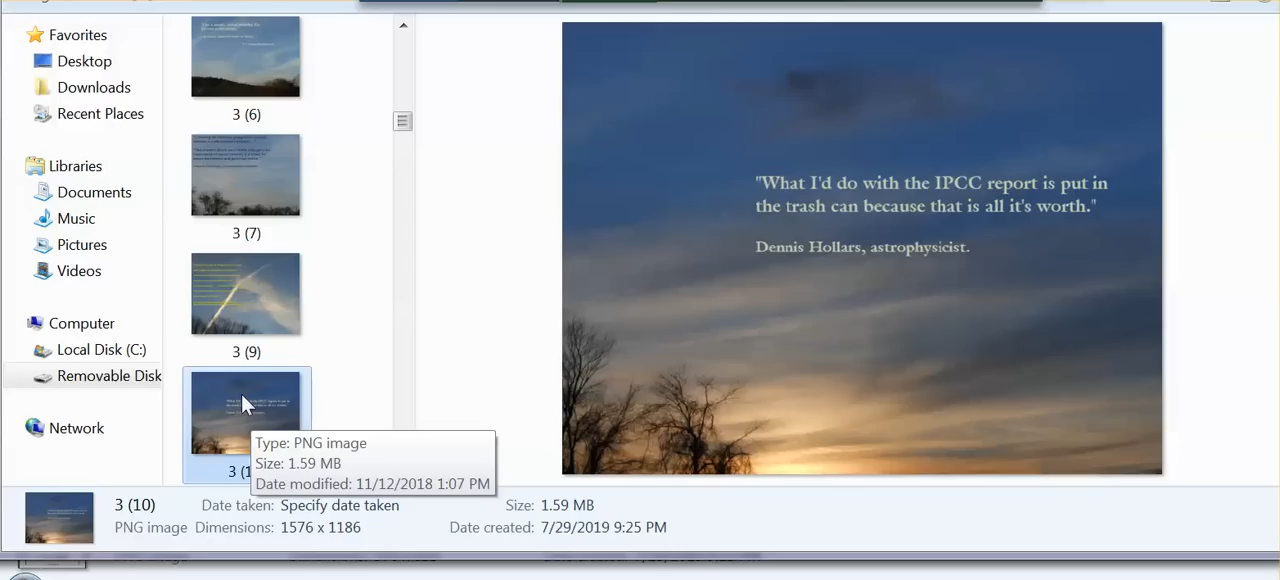 Favorites
Desktop
Downloads
Recent Places
Libraries
Documents
Music
Pictures
Videos
Computer
Local Disk (C:)
Removable Disk
Network
3 (6)
3 (7)
3 (9)
3 (1
"What I'd do with the IPCC report is put in
the trash can because that is all it's worth."
Dennis Hollars, astrophysicist.
Type: PNG image
Size: 1.59 MB
Date modified: 11/12/2018 1:07 PM
3 (10) Date taken: Specify date taken Size: 1.59 MB
PNG image Dimensions: 1576 x 1186 Date created: 7/29/2019 9:25 PM